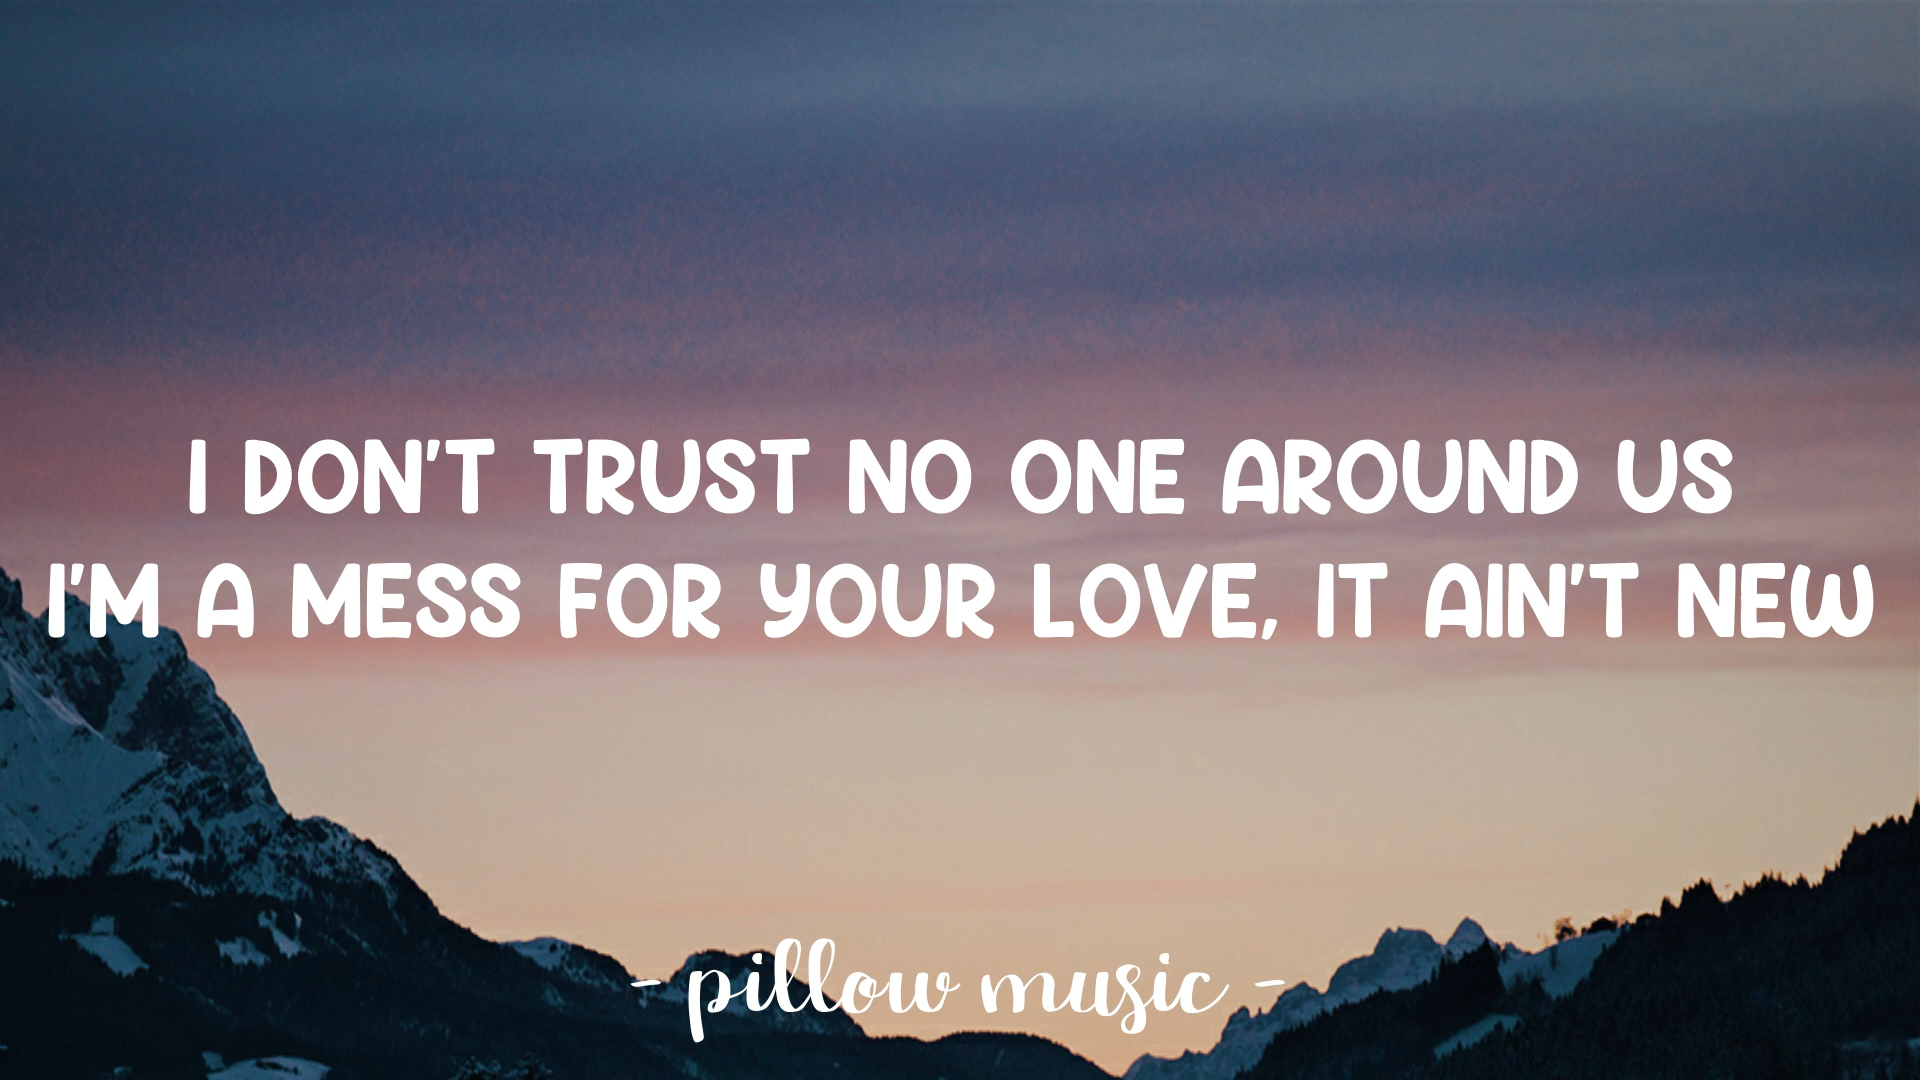 I DON'T TRUST NO ONE AROUND US
I'M A MESS FOR YOUR LOVE, IT AIN'T NEW
- pillow music -